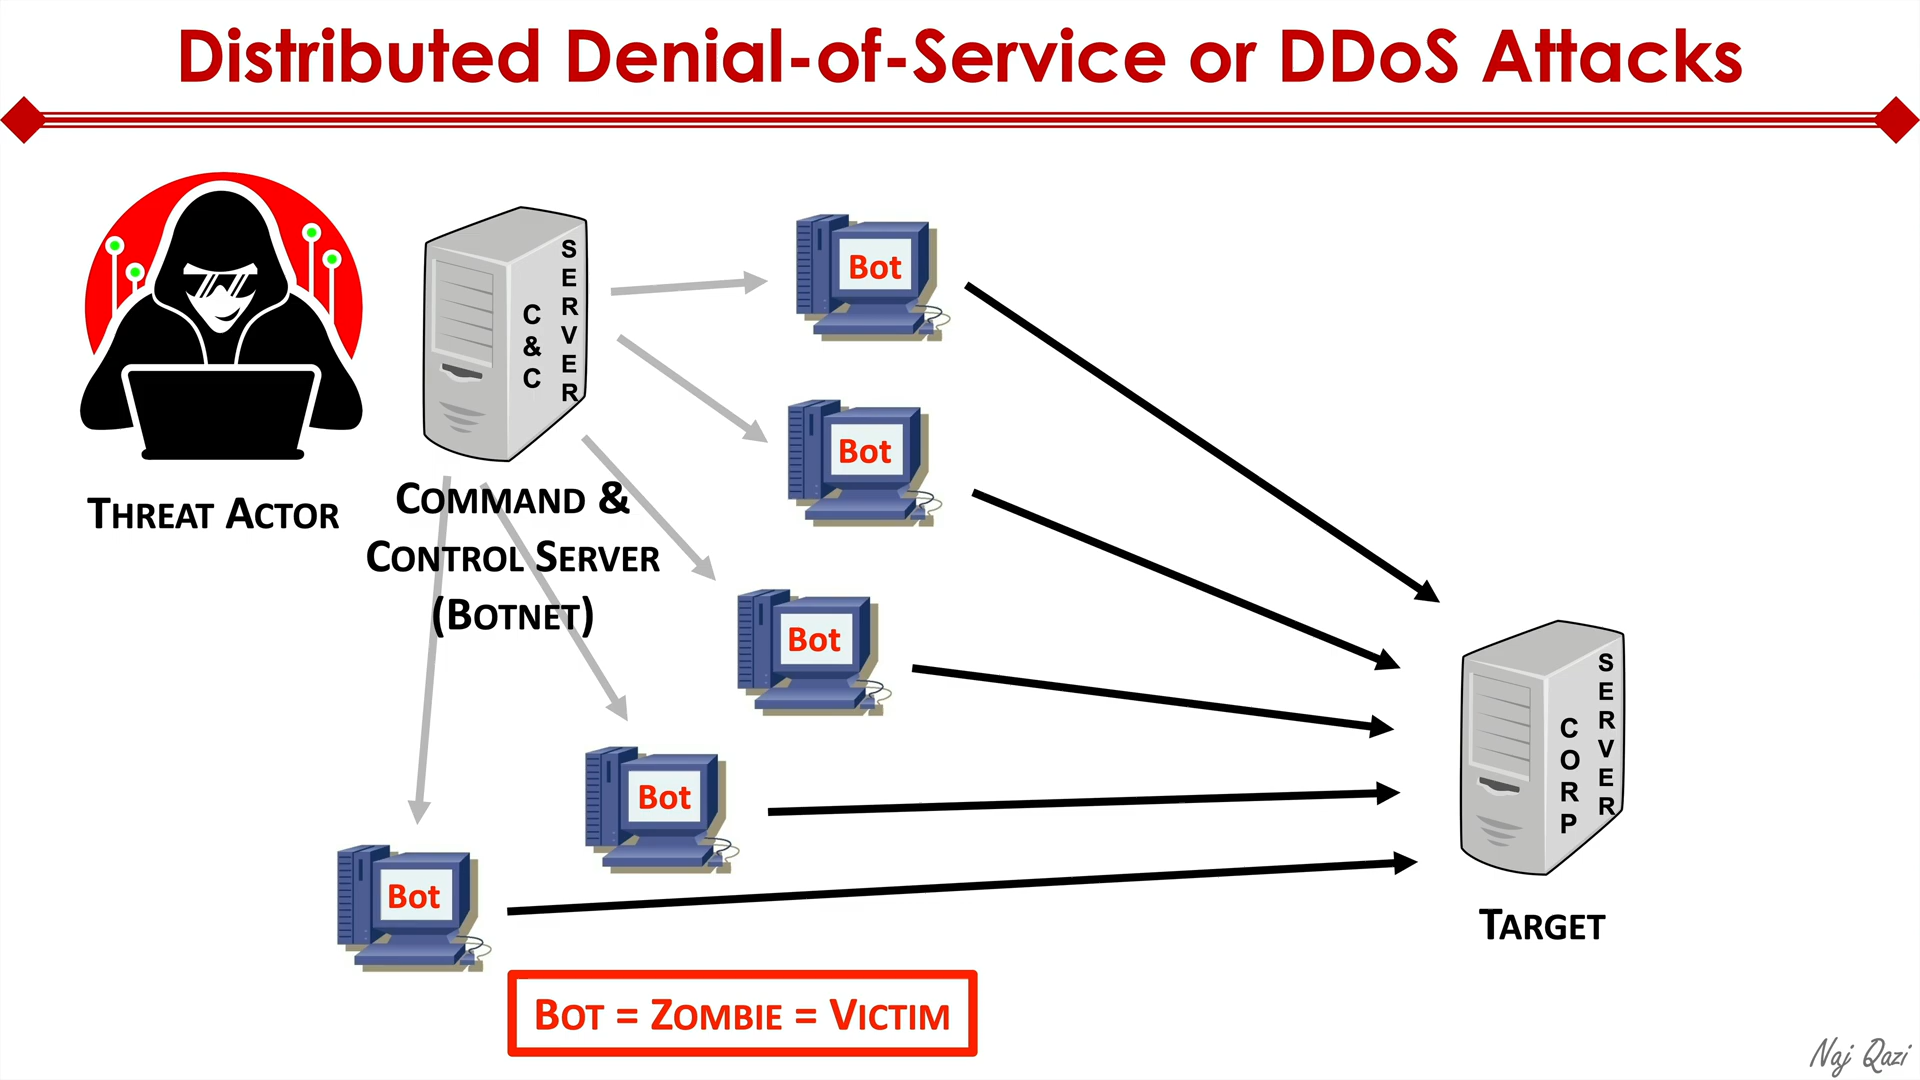 Distributed Denial-of-Service or DDoS Attacks
C&C SERVER
THREAT ACTOR
COMMAND &
CONTROL SERVER
(BOTNET)
Bot
Bot
Bot
Bot
Bot
CORP SERVER
TARGET
BOT = ZOMBIE = VICTIM
Naj Qazi